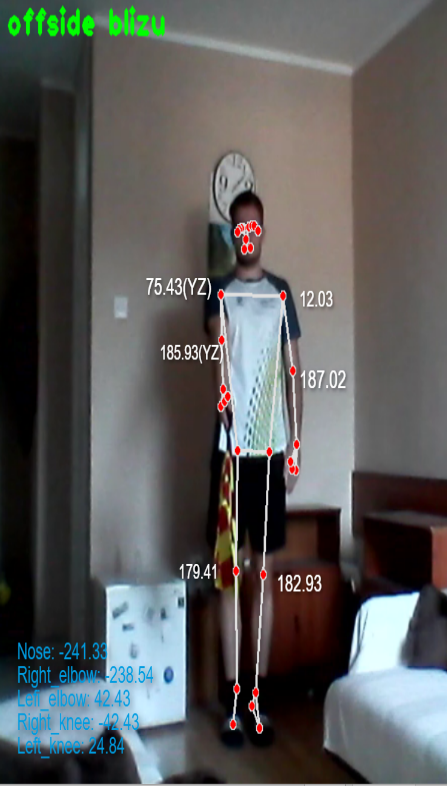 offside blizu
75.43(YZ)
12.03
185.93(YZ)
187.02
179.41
182.93
Nose: -241.33
Right_elbow: -238.54
Left_elbow: 42.43
Right_knee: -42.43
Left_knee: 24.84